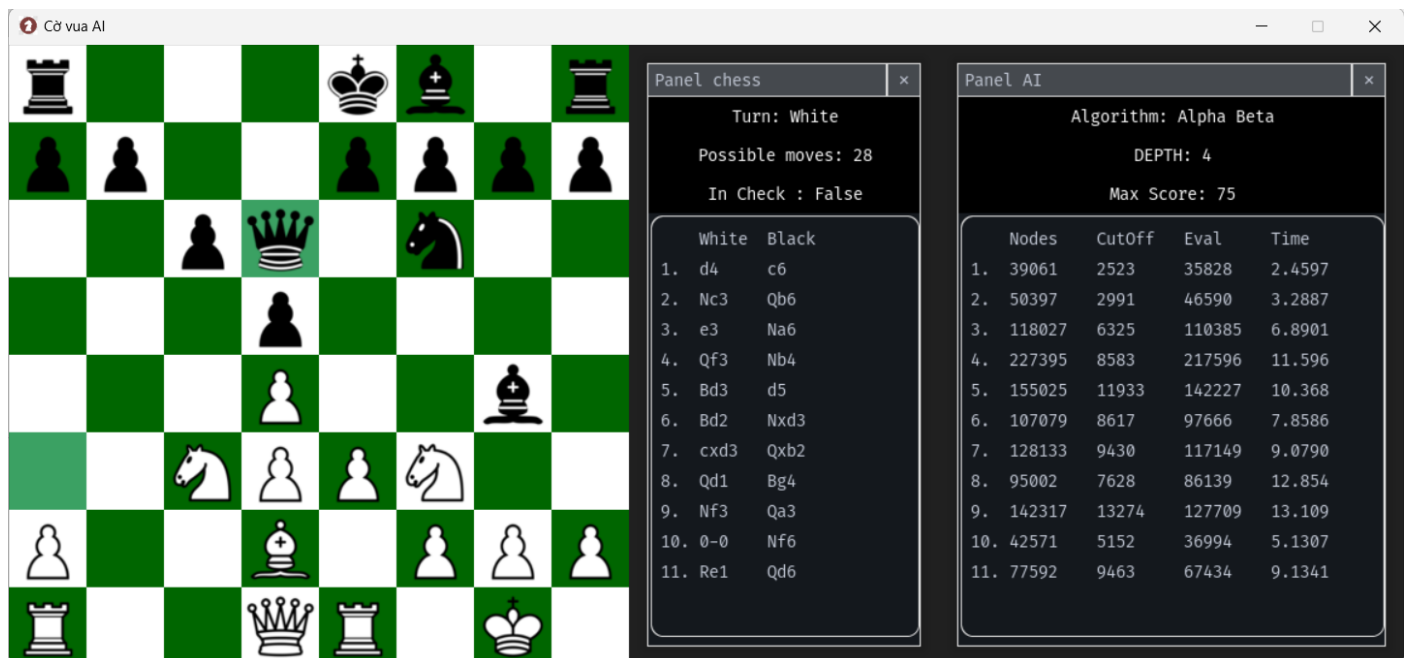 Cờ vua AI
Panel chess ×
Turn: White
Possible moves: 28
In Check : False
White Black
1. d4 c6
2. Nc3 Qb6
3. e3 Na6
4. Qf3 Nb4
5. Bd3 d5
6. Bd2 Nxd3
7. cxd3 Qxb2
8. Qd1 Bg4
9. Nf3 Qa3
10. 0-0 Nf6
11. Re1 Qd6
Panel AI ×
Algorithm: Alpha Beta
DEPTH: 4
Max Score: 75
Nodes CutOff Eval Time
1. 39061 2523 35828 2.4597
2. 50397 2991 46590 3.2887
3. 118027 6325 110385 6.8901
4. 227395 8583 217596 11.596
5. 155025 11933 142227 10.368
6. 107079 8617 97666 7.8586
7. 128133 9430 117149 9.0790
8. 95002 7628 86139 12.854
9. 142317 13274 127709 13.109
10. 42571 5152 36994 5.1307
11. 77592 9463 67434 9.1341